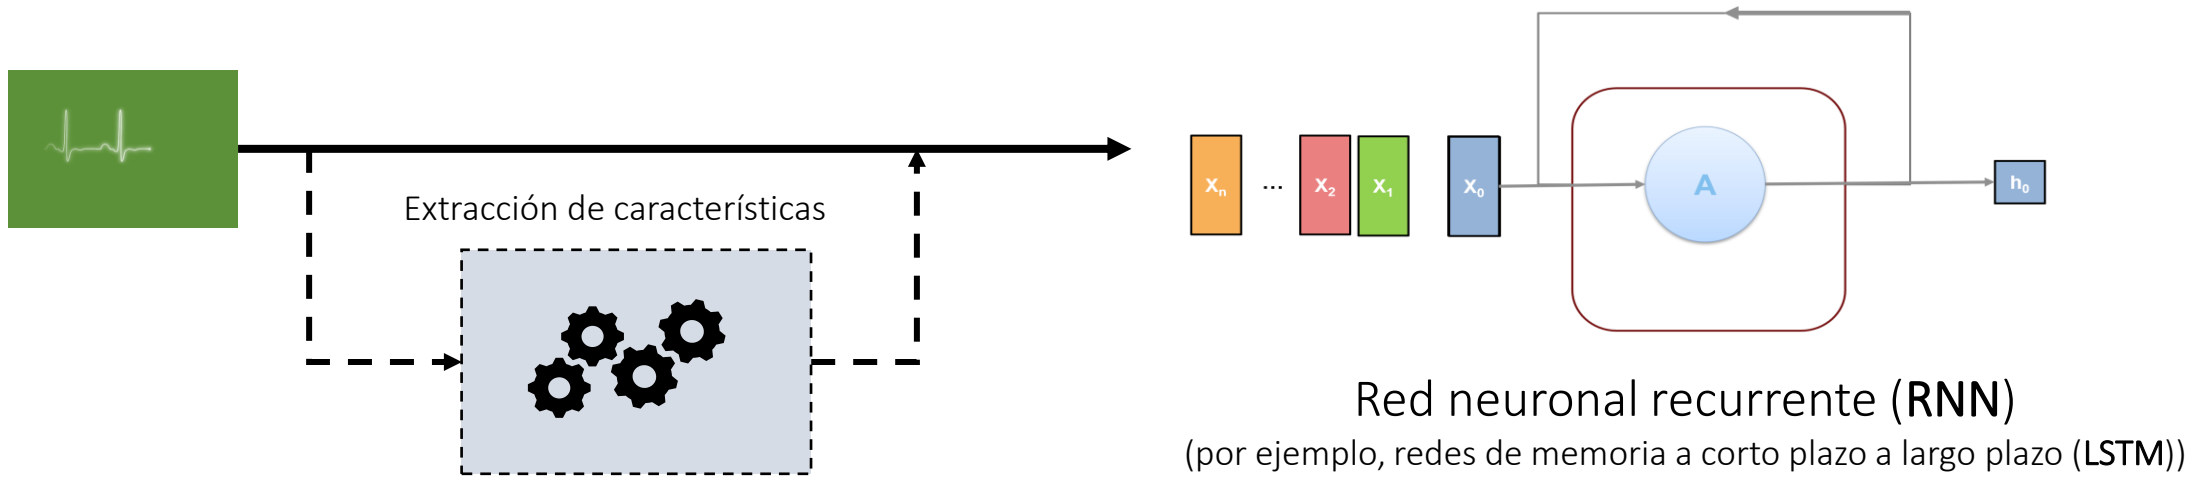 Extracción de características
xn ... x2 x1 x0 A h0
Red neuronal recurrente (RNN)
(por ejemplo, redes de memoria a corto plazo a largo plazo (LSTM))